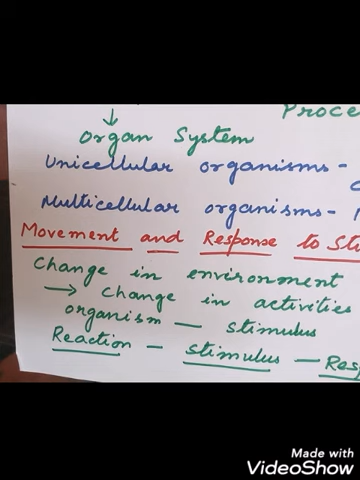 Proce
↓
Organ System
Unicellular organisms -
Multicellular organisms -
Movement and Response to Sti
Change in environment
→ Change in activities
organism — stimulus
Reaction — stimulus — Res
Made with
VideoShow